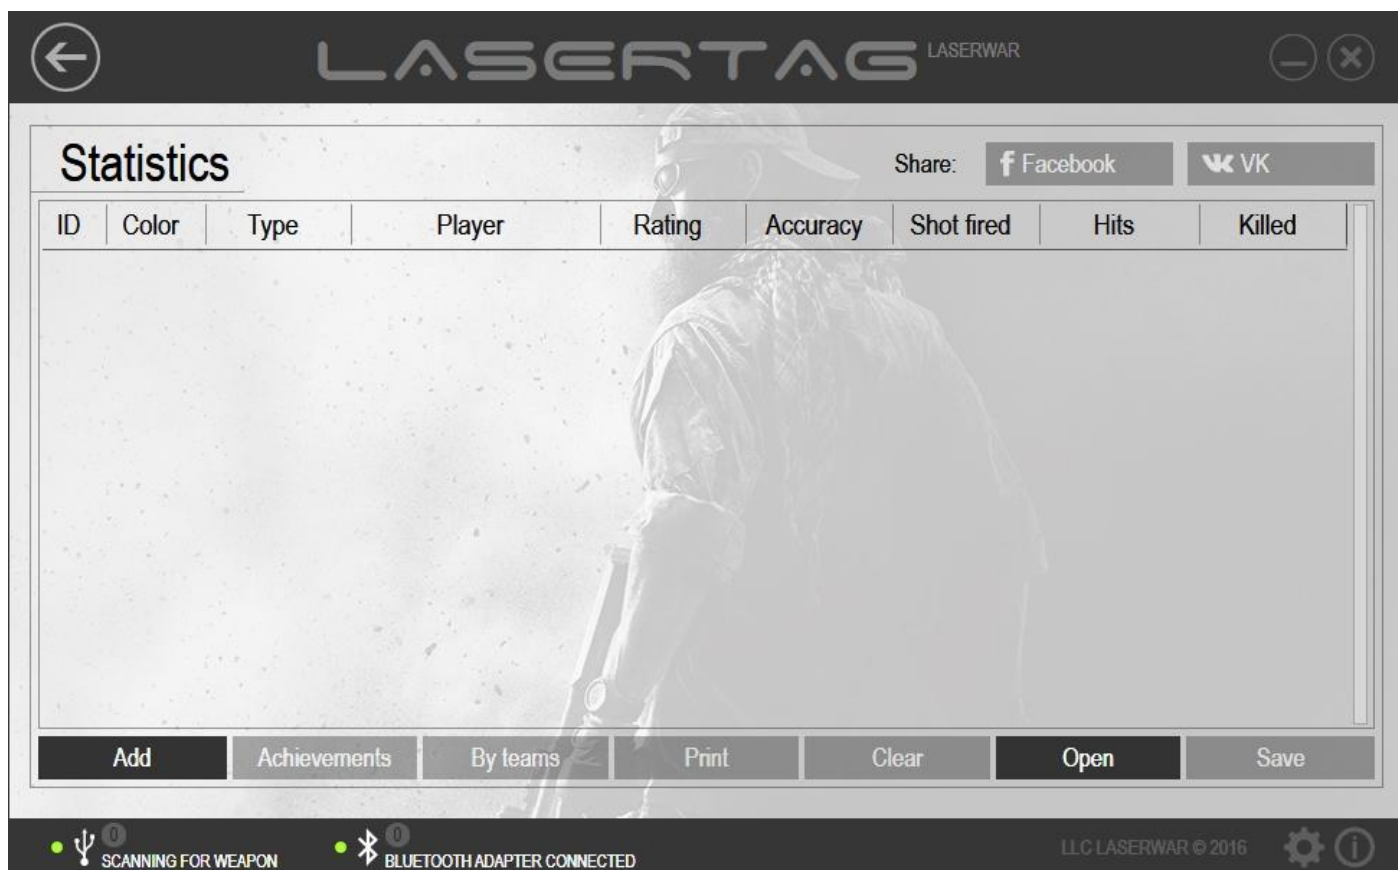 LASERTAG LASERWAR
Statistics
Share: f Facebook VK
ID Color Type Player Rating Accuracy Shot fired Hits Killed
Add Achievements By teams Print Clear Open Save
0 0
SCANNING FOR WEAPON BLUETOOTH ADAPTER CONNECTED LLC LASERWAR © 2016